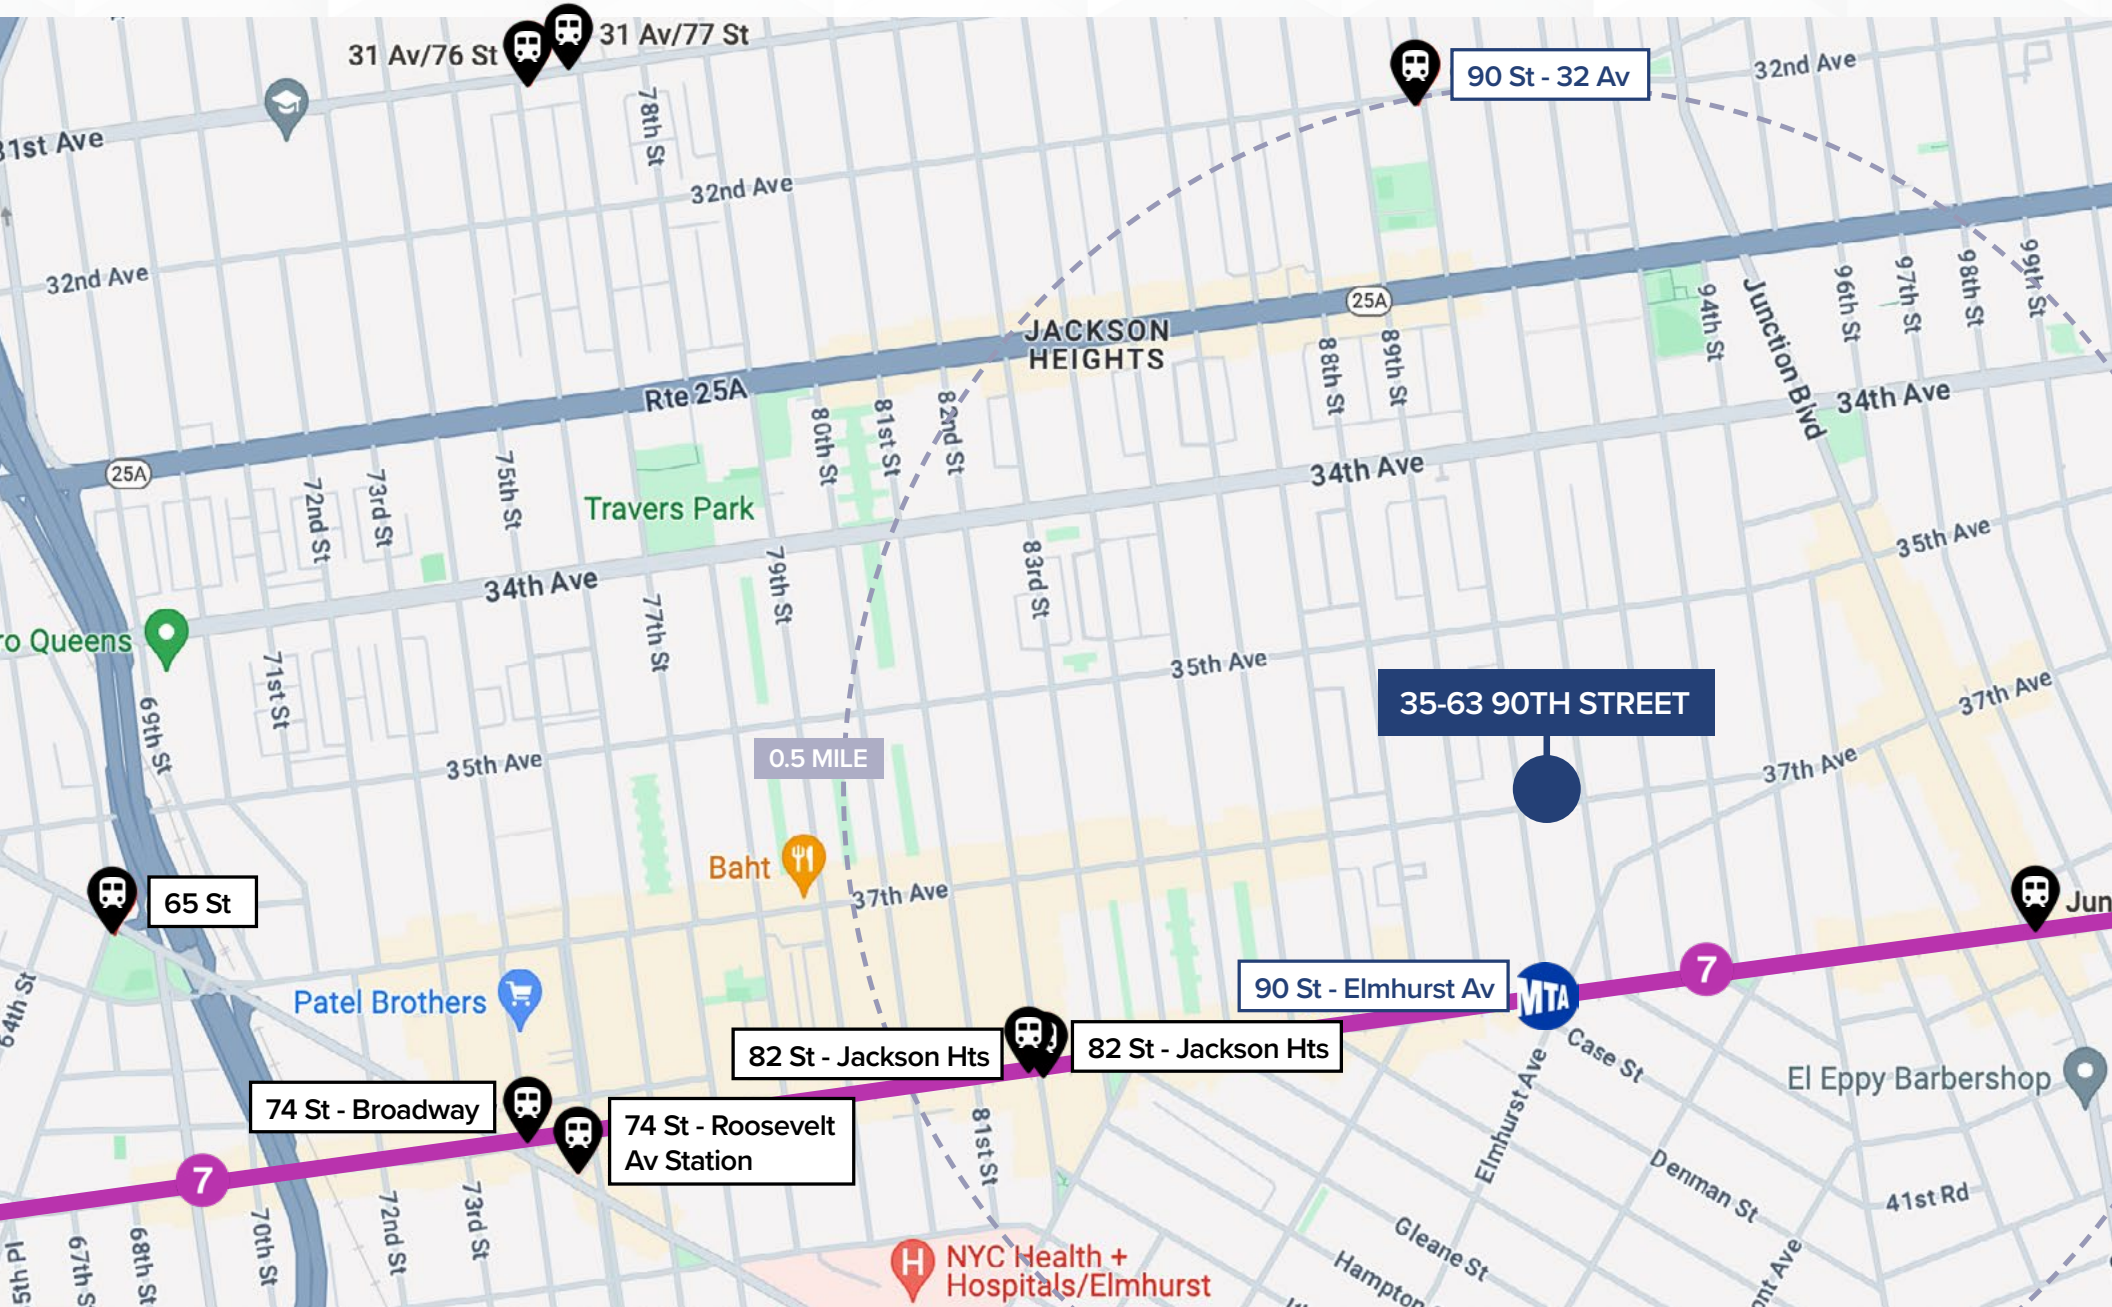 31 Av/77 St
31 Av/76 St
90 St - 32 Av
32nd Ave
78th St
31st Ave
32nd Ave
32nd Ave
99th St
98th St
97th St
96th St
94th St
Junction Blvd
25A
JACKSON
HEIGHTS
88th St
89th St
Rte 25A
34th Ave
80th St
81st St
82nd St
25A
34th Ave
75th St
73rd St
72nd St
Travers Park
35th Ave
34th Ave
79th St
83rd St
77th St
ro Queens
71st St
69th St
35th Ave
35-63 90TH STREET
37th Ave
35th Ave
0.5 MILE
37th Ave
Baht
37th Ave
65 St
Jun
7
90 St - Elmhurst Av
MTA
64th St
Patel Brothers
82 St - Jackson Hts
82 St - Jackson Hts
Case St
Elmhurst Ave
El Eppy Barbershop
74 St - Broadway
74 St - Roosevelt
Av Station
81st St
7
Denman St
41st Rd
72nd St
73rd St
70th St
68th St
67th S
5th Pl
Gleane St
Hampton
nt Ave
NYC Health +
Hospitals/Elmhurst